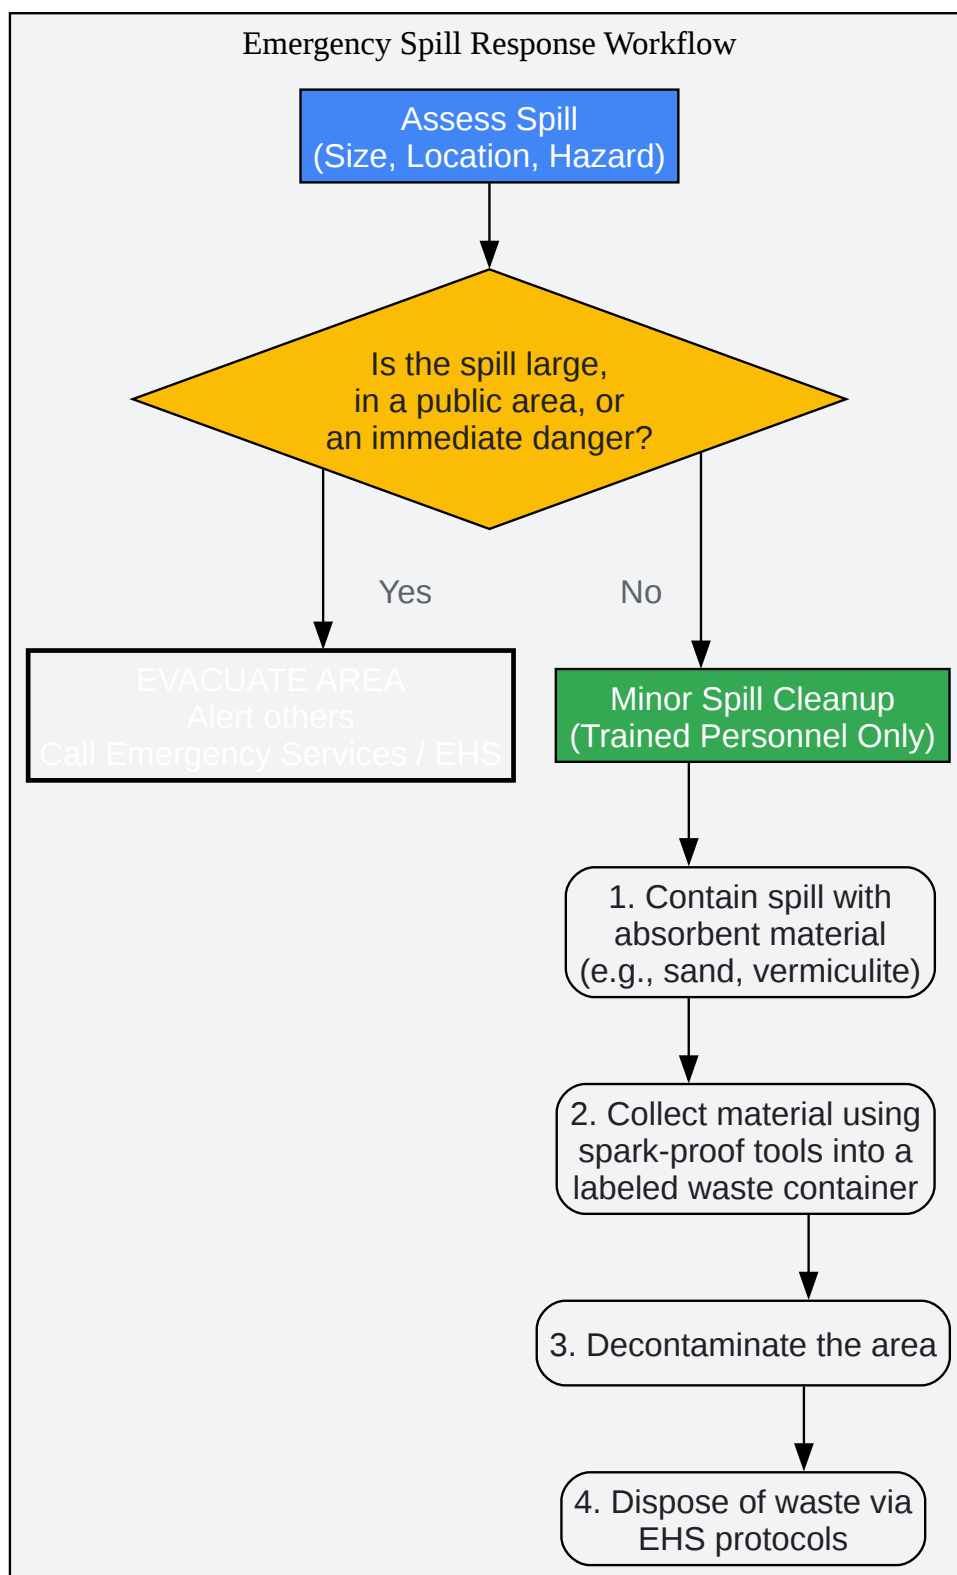 Emergency Spill Response Workflow
Assess Spill
(Size, Location, Hazard)
Is the spill large,
in a public area, or
an immediate danger?
Yes
No
EVACUATE AREA
Alert others
Call Emergency Services / EHS
Minor Spill Cleanup
(Trained Personnel Only)
1. Contain spill with
absorbent material
(e.g., sand, vermiculite)
2. Collect material using
spark-proof tools into a
labeled waste container
3. Decontaminate the area
4. Dispose of waste via
EHS protocols